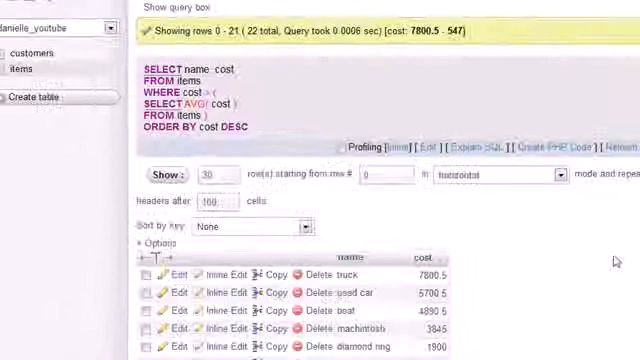 Show query box
danielle_youtube
Showing rows 0 - 21 ( 22 total, Query took 0.0006 sec) [cost: 7800.5 - 547]
customers
items
SELECT name, cost
FROM items
WHERE cost > (
SELECT AVG( cost )
FROM items )
ORDER BY cost DESC
Create table
Profiling [Inline] [ Edit ] [ Explain SQL ] [ Create PHP Code ] [ Refresh
Show : 30 row(s) starting from row # 0 in horizontal mode and repea
headers after 100 cells
Sort by key: None
+ Options
←T→ name cost
Edit Inline Edit Copy Delete truck 7800.5
Edit Inline Edit Copy Delete used car 5700.5
Edit Inline Edit Copy Delete boat 4890.5
Edit Inline Edit Copy Delete machintosh 3845
Edit Inline Edit Copy Delete diamond ring 1900